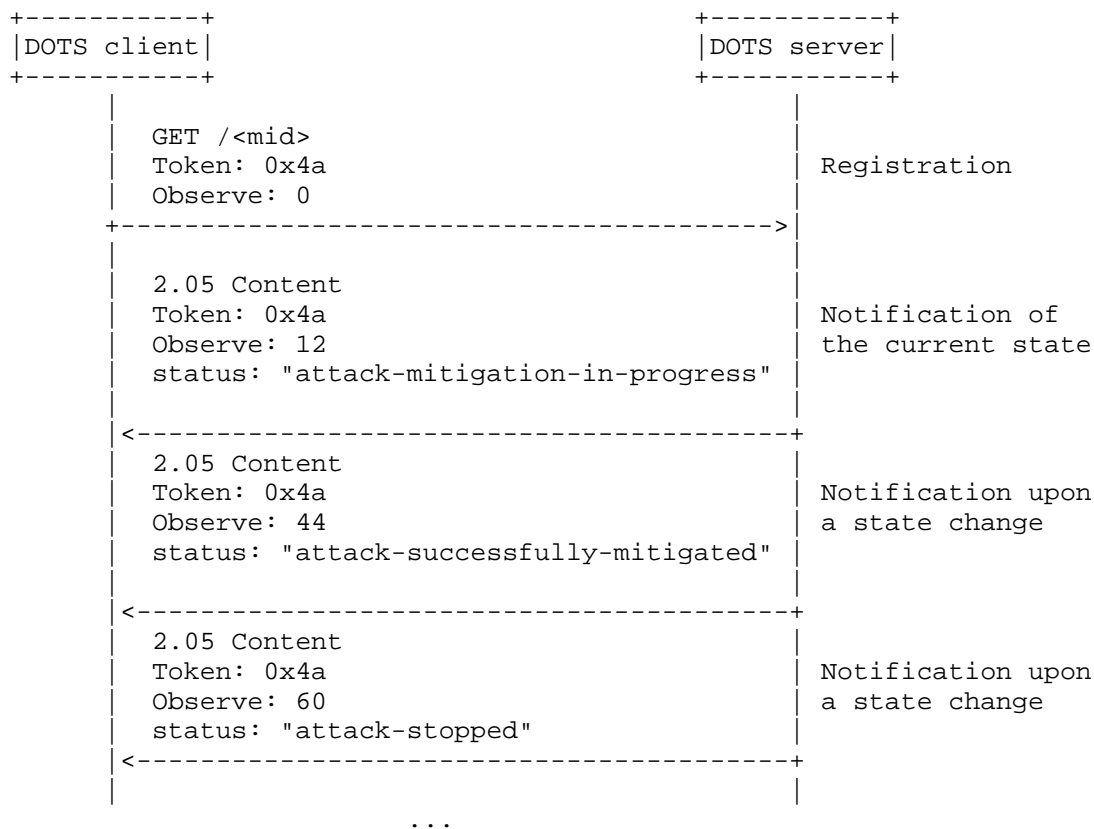 DOTS client DOTS server
GET /<mid>
Token: 0x4a Registration
Observe: 0
2.05 Content
Token: 0x4a Notification of
Observe: 12 the current state
status: "attack-mitigation-in-progress"
2.05 Content
Token: 0x4a Notification upon
Observe: 44 a state change
status: "attack-successfully-mitigated"
2.05 Content
Token: 0x4a Notification upon
Observe: 60 a state change
status: "attack-stopped"
...